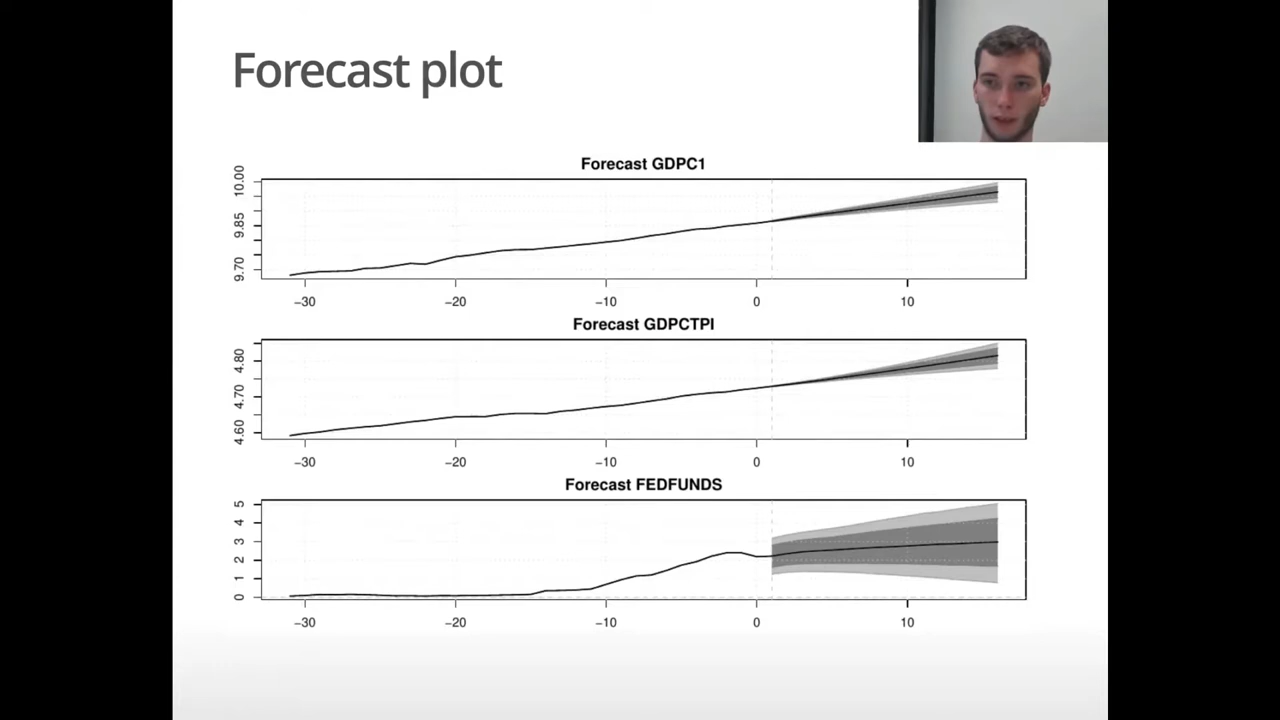 Forecast plot
Forecast GDPC1
10.00
9.85
9.70
−30 −20 −10 0 10
Forecast GDPCTPI
4.80
4.70
4.60
−30 −20 −10 0 10
Forecast FEDFUNDS
5
4
3
2
1
0
−30 −20 −10 0 10